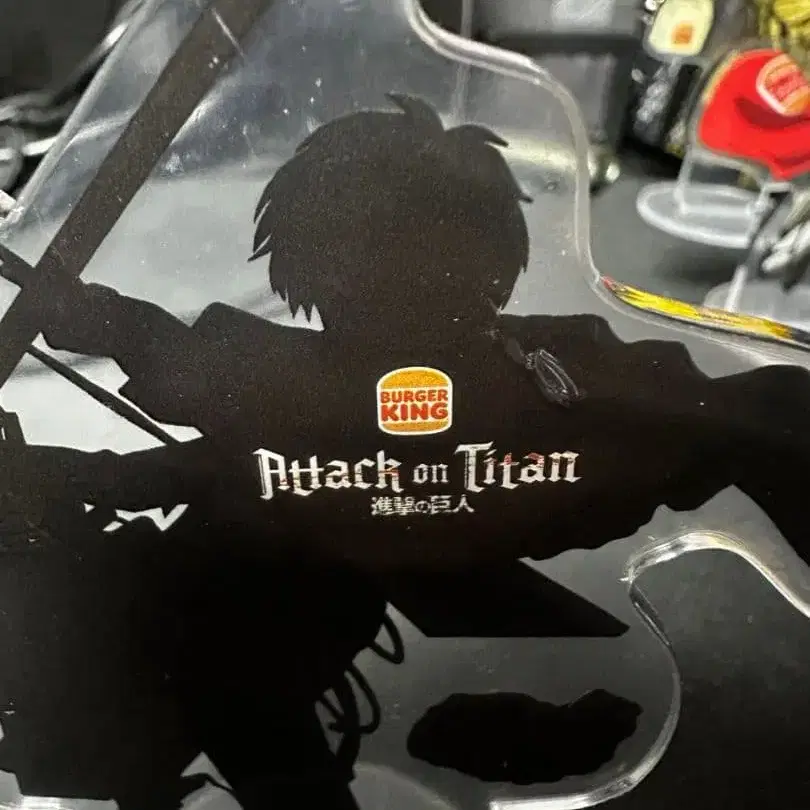 BURGER
KING
Attack on Titan
進撃の巨人